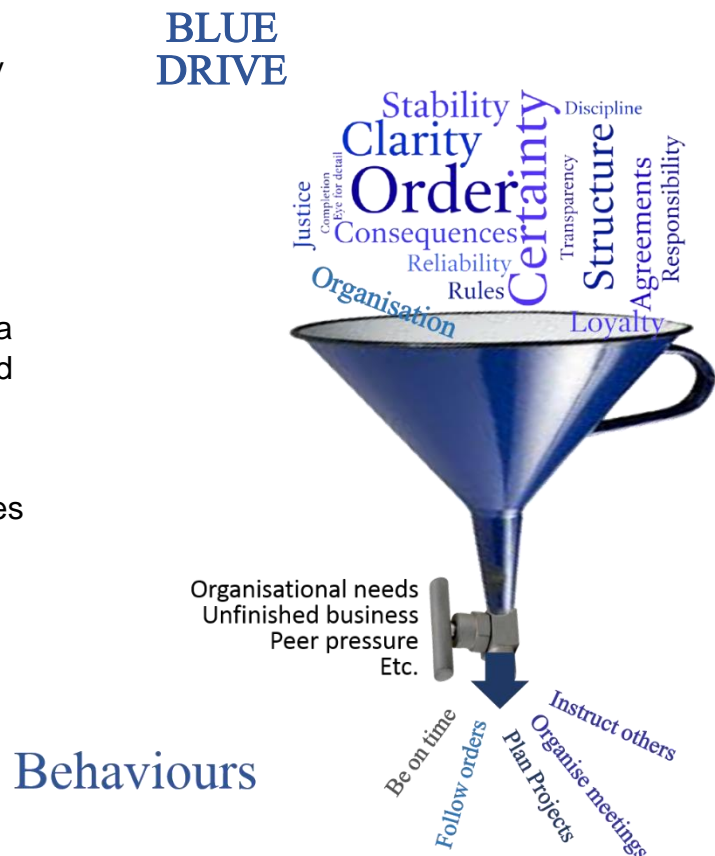 BLUE
DRIVE
Stability
Discipline
Clarity
Certainty
Structure
Completion
Eye for detail
Justice
Order
Transparency
Agreements
Responsibility
Consequences
Reliability
Rules
Organisation
Loyalty
a
d
es
Organisational needs
Unfinished business
Peer pressure
Etc.
Be on time
Follow orders
Plan Projects
Organise meetings
Instruct others
Behaviours